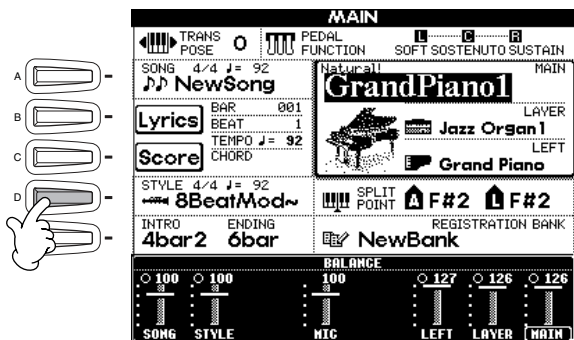 MAIN
TRANS POSE 0
PEDAL FUNCTION
L C R
SOFT SOSTENUTO SUSTAIN
SONG 4/4 ♩= 92
NewSong
Lyrics
BAR 001
BEAT 1
TEMPO ♩= 92
Score
CHORD
Natural! MAIN
GrandPiano1
LAYER
Jazz Organ1
LEFT
Grand Piano
STYLE 4/4 ♩= 92
8BeatMod~
SPLIT POINT A F#2 L F#2
INTRO ENDING
4bar2 6bar
REGISTRATION BANK
NewBank
BALANCE
100 100 100 127 126 126
SONG STYLE MIC LEFT LAYER MAIN
A
B
C
D